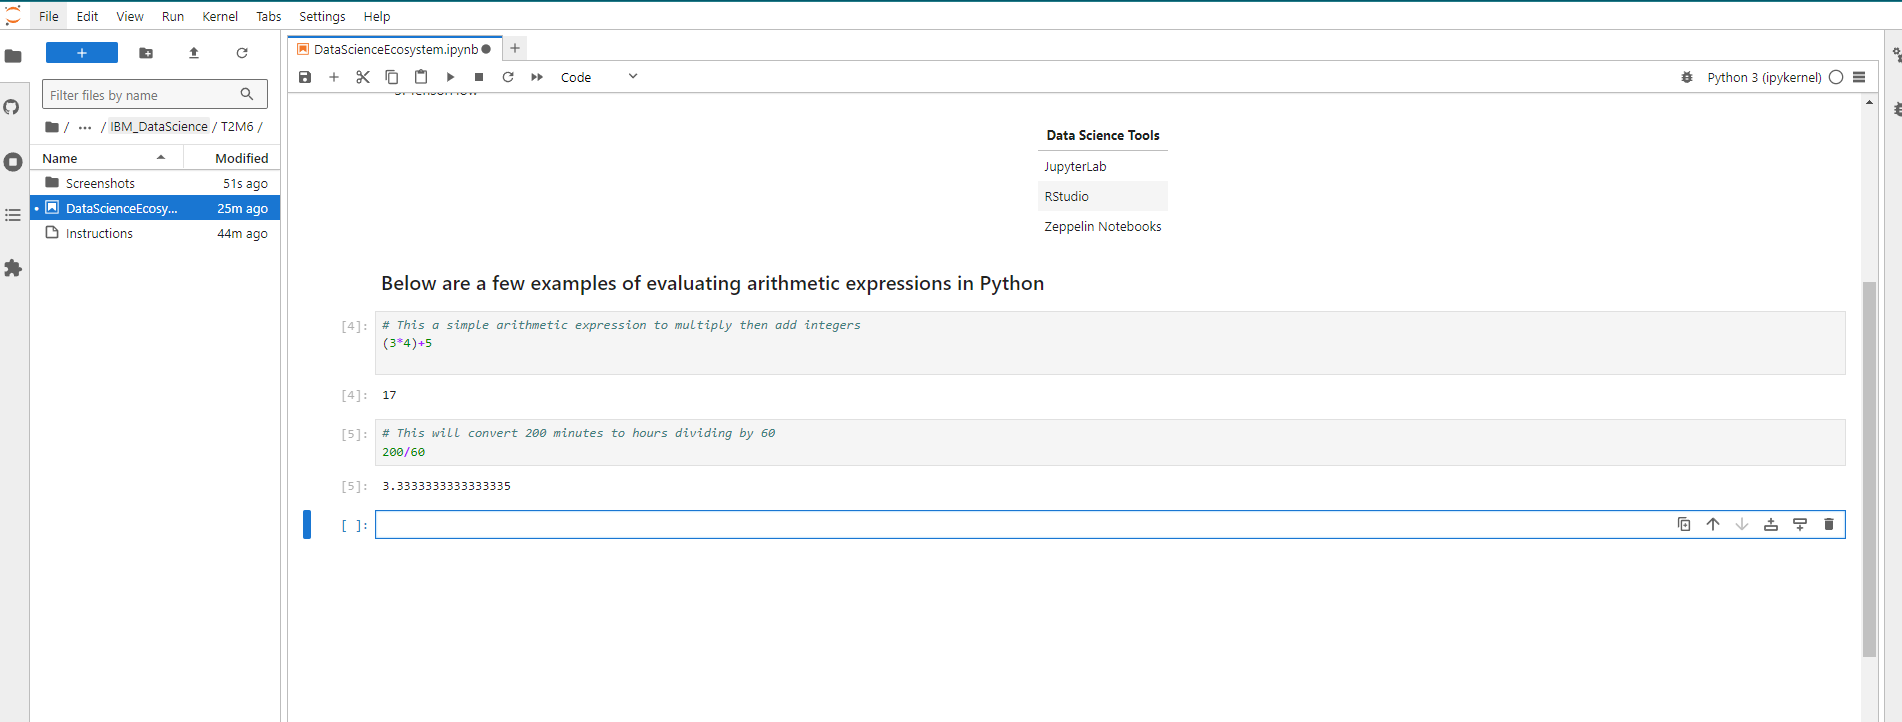 File Edit View Run Kernel Tabs Settings Help
DataScienceEcosystem.ipynb
Code
Python 3 (ipykernel)
Filter files by name
/ ... / IBM_DataScience / T2M6 /
Name Modified
Screenshots 51s ago
DataScienceEcosy... 25m ago
Instructions 44m ago
Data Science Tools
JupyterLab
RStudio
Zeppelin Notebooks
Below are a few examples of evaluating arithmetic expressions in Python
[4]: # This a simple arithmetic expression to multiply then add integers
(3*4)+5
[4]: 17
[5]: # This will convert 200 minutes to hours dividing by 60
200/60
[5]: 3.3333333333333335
[ ]: